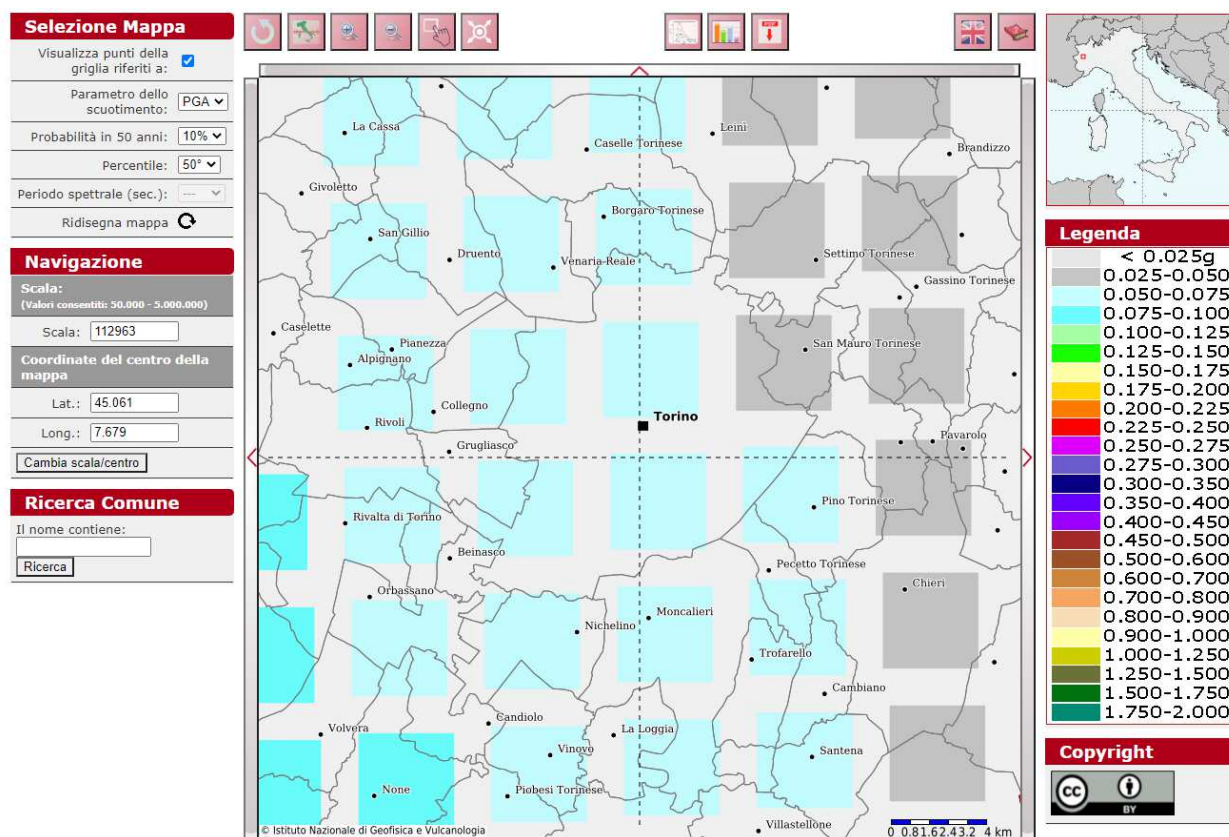 Selezione Mappa
Visualizza punti della
griglia riferiti a:
Parametro dello
scuotimento:
PGA
Probabilità in 50 anni:
10%
Percentile:
50°
Periodo spettrale (sec.):
---
Ridisegna mappa
Navigazione
Scala:
(Valori consentiti: 50.000 - 5.000.000)
Scala:
112963
Coordinate del centro della
mappa
Lat.:
45.061
Long.:
7.679
Cambia scala/centro
Ricerca Comune
Il nome contiene:
Ricerca
PDF
La Cassa
Caselle Torinese
Leini
Brandizzo
Givoletto
Borgaro Torinese
San Gillio
Druento
Venaria Reale
Settimo Torinese
Gassino Torinese
Caselette
Pianezza
Alpignano
San Mauro Torinese
Collegno
Rivoli
Torino
Grugliasco
Pavarolo
Pino Torinese
Rivalta di Torino
Beinasco
Pecetto Torinese
Chieri
Orbassano
Moncalieri
Nichelino
Trofarello
Cambiano
Candiolo
Volvera
La Loggia
Vinovo
Santena
None
Piobesi Torinese
Villastellone
© Istituto Nazionale di Geofisica e Vulcanologia
0 0.81.62.43.2 4 km
Legenda
< 0.025g
0.025-0.050
0.050-0.075
0.075-0.100
0.100-0.125
0.125-0.150
0.150-0.175
0.175-0.200
0.200-0.225
0.225-0.250
0.250-0.275
0.275-0.300
0.300-0.350
0.350-0.400
0.400-0.450
0.450-0.500
0.500-0.600
0.600-0.700
0.700-0.800
0.800-0.900
0.900-1.000
1.000-1.250
1.250-1.500
1.500-1.750
1.750-2.000
Copyright
cc
BY